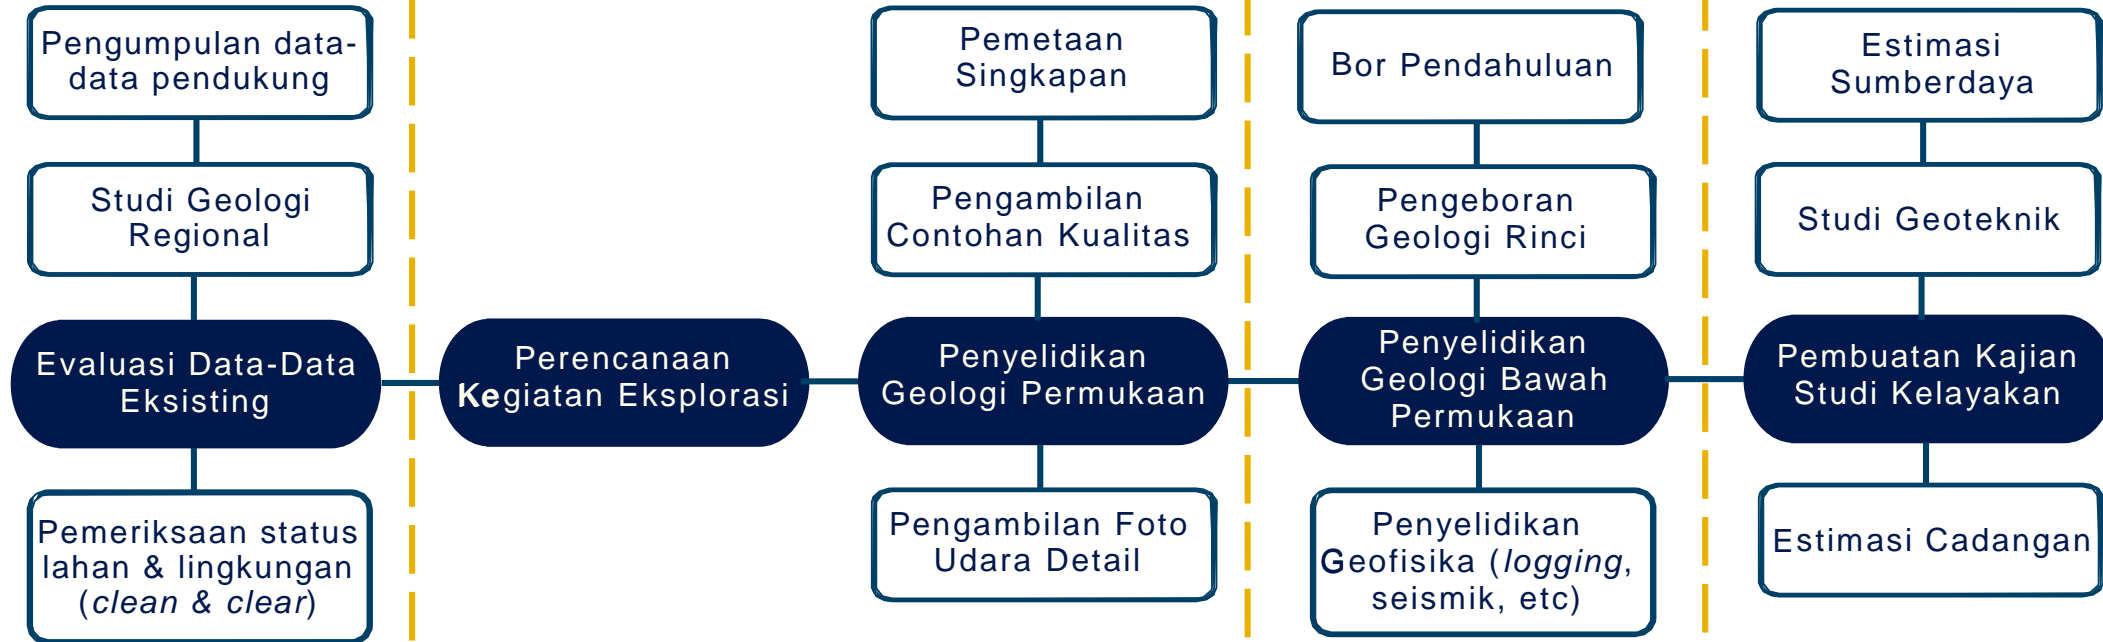 Pengumpulan data-
data pendukung
Studi Geologi
Regional
Evaluasi Data-Data
Eksisting
Pemeriksaan status
lahan & lingkungan
(clean & clear)
Perencanaan
Kegiatan Eksplorasi
Pemetaan
Singkapan
Pengambilan
Contohan Kualitas
Penyelidikan
Geologi Permukaan
Pengambilan Foto
Udara Detail
Bor Pendahuluan
Pengeboran
Geologi Rinci
Penyelidikan
Geologi Bawah
Permukaan
Penyelidikan
Geofisika (logging,
seismik, etc)
Estimasi
Sumberdaya
Studi Geoteknik
Pembuatan Kajian
Studi Kelayakan
Estimasi Cadangan